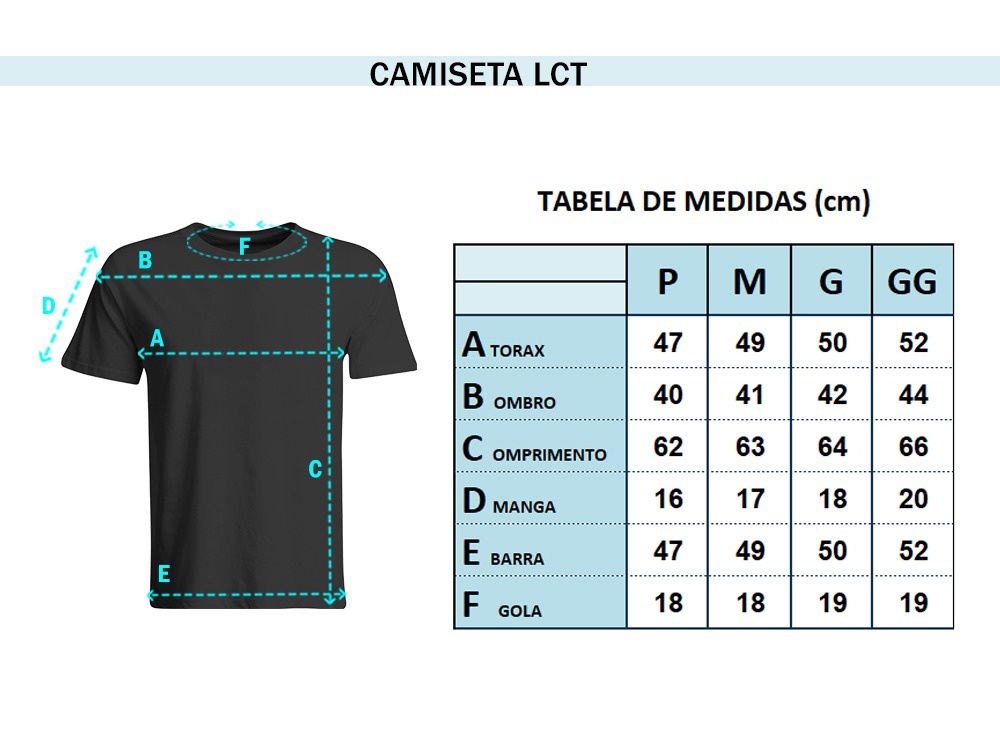 CAMISETA LCT
TABELA DE MEDIDAS (cm)
F
B
D
A
C
E
P M G GG
A TORAX 47 49 50 52
B OMBRO 40 41 42 44
C OMPRIMENTO 62 63 64 66
D MANGA 16 17 18 20
E BARRA 47 49 50 52
F GOLA 18 18 19 19